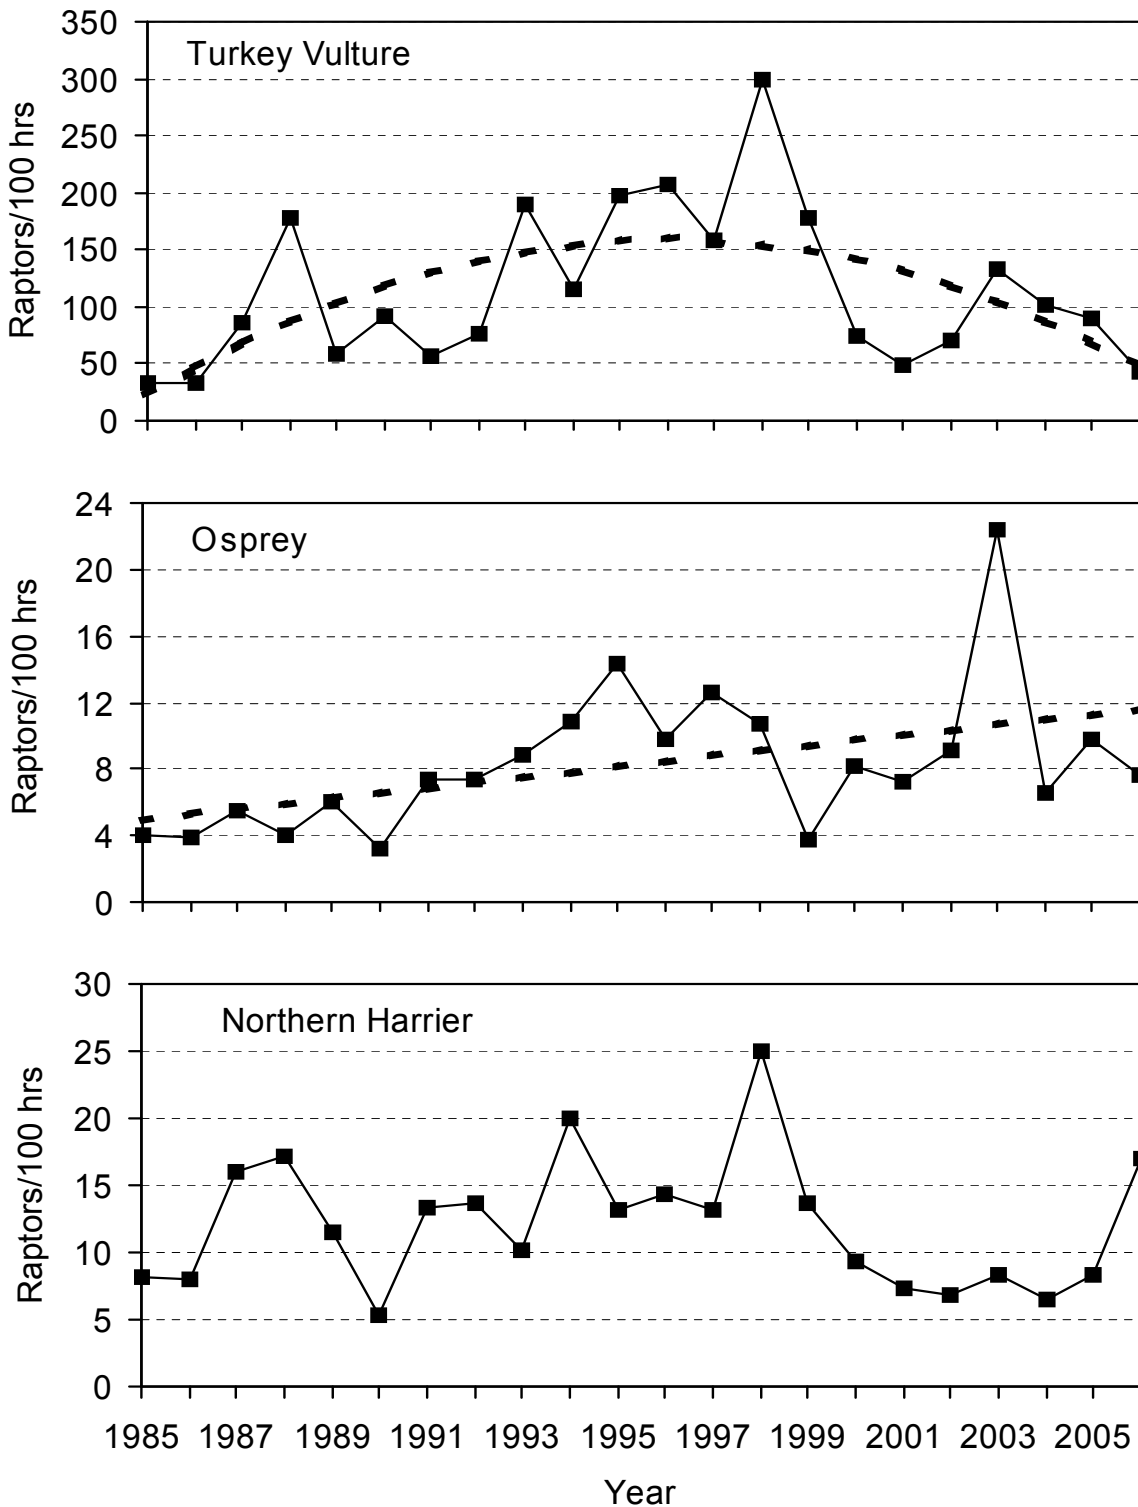 350
Turkey Vulture
300
250
200
150
100
50
0
Raptors/100 hrs
24
Osprey
20
16
12
8
4
0
Raptors/100 hrs
30
Northern Harrier
25
20
15
10
5
0
Raptors/100 hrs
1985 1987 1989 1991 1993 1995 1997 1999 2001 2003 2005
Year